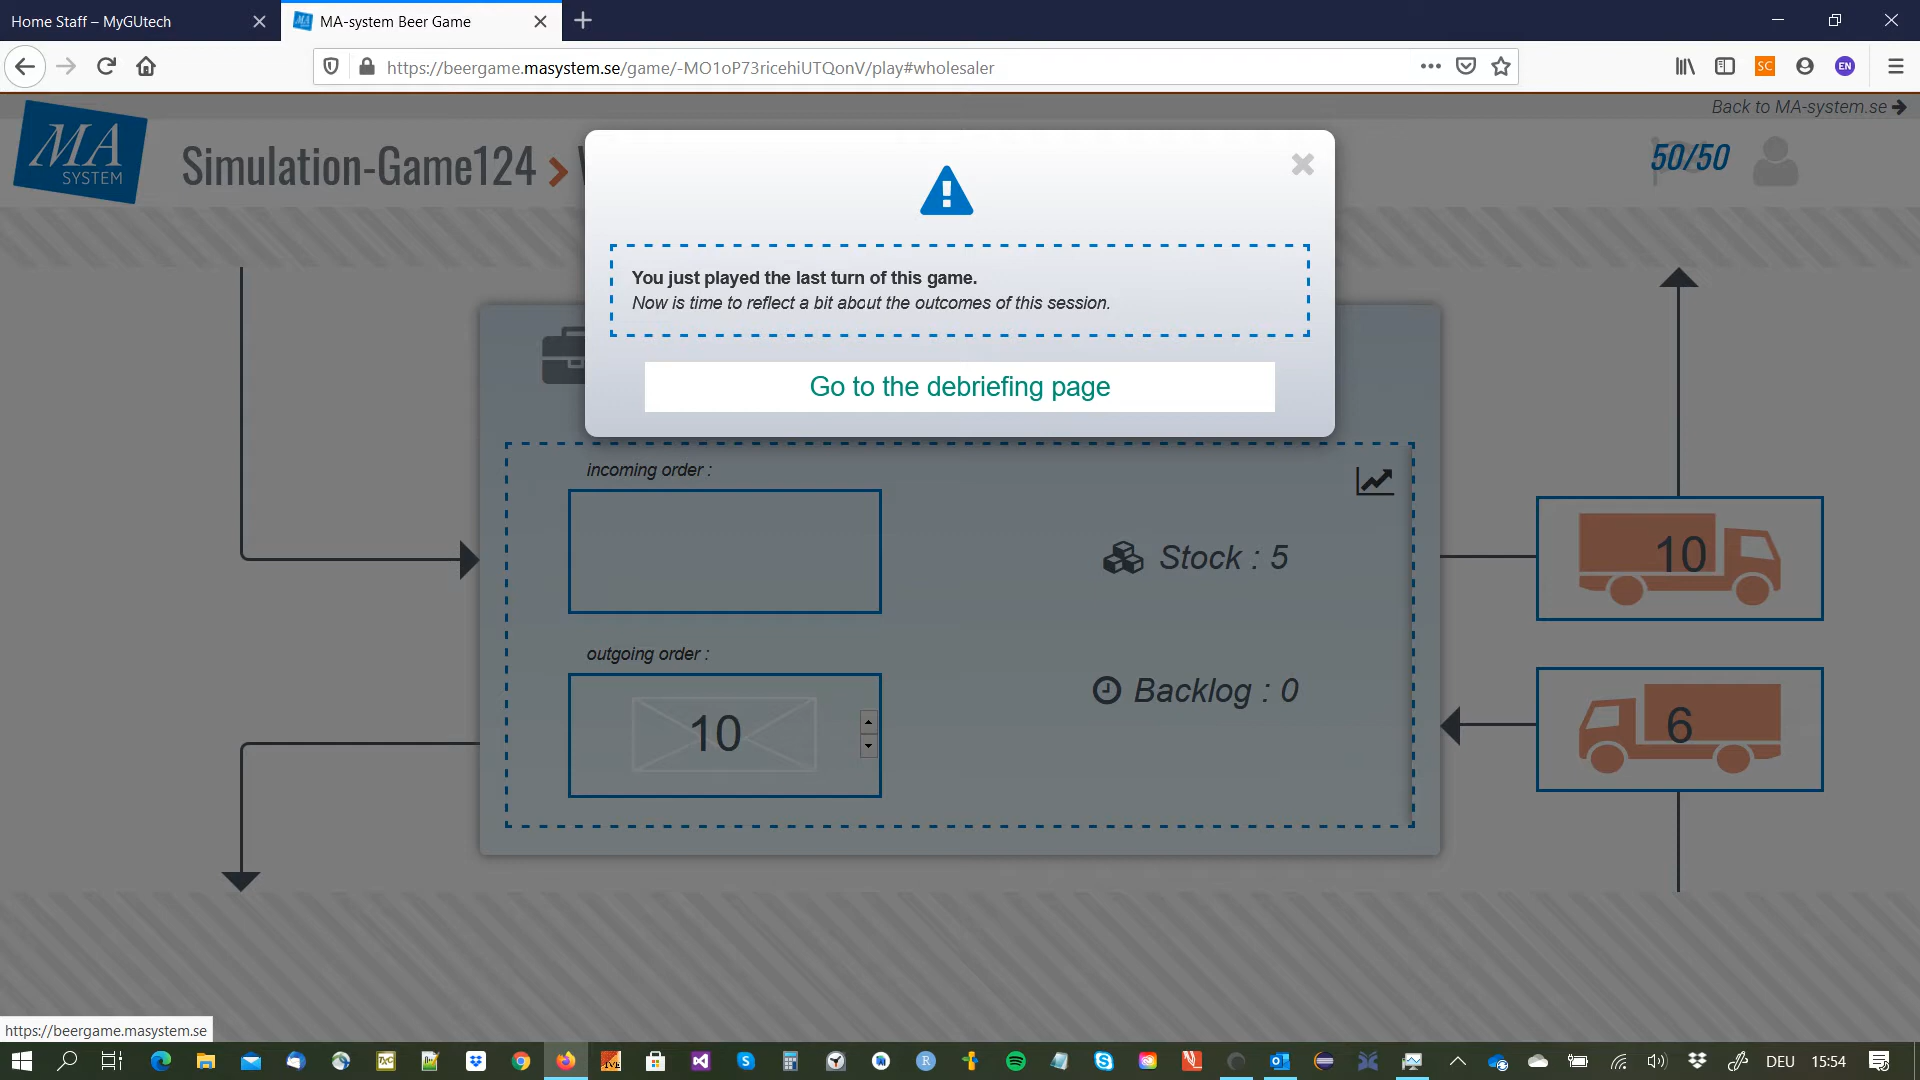 Home Staff – MyGUtech
MA-system Beer Game
https://beergame.masystem.se/game/-MO1oP73ricehiUTQonV/play#wholesaler
SC
EN
Back to MA-system.se
MA
SYSTEM
Simulation-Game124
50/50
You just played the last turn of this game.
Now is time to reflect a bit about the outcomes of this session.
Go to the debriefing page
incoming order :
Stock : 5
10
outgoing order :
10
Backlog : 0
6
https://beergame.masystem.se
DEU
15:54